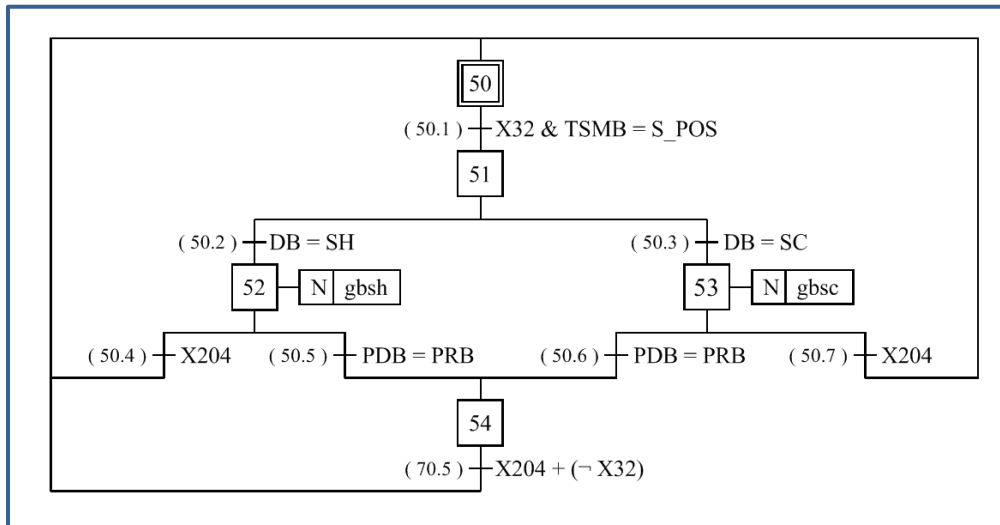 50
( 50.1 ) X32 & TSMB = S_POS
51
( 50.2 ) DB = SH ( 50.3 ) DB = SC
52 N gbsh 53 N gbsc
( 50.4 ) X204 ( 50.5 ) PDB = PRB ( 50.6 ) PDB = PRB ( 50.7 ) X204
54
( 70.5 ) X204 + (¬ X32)